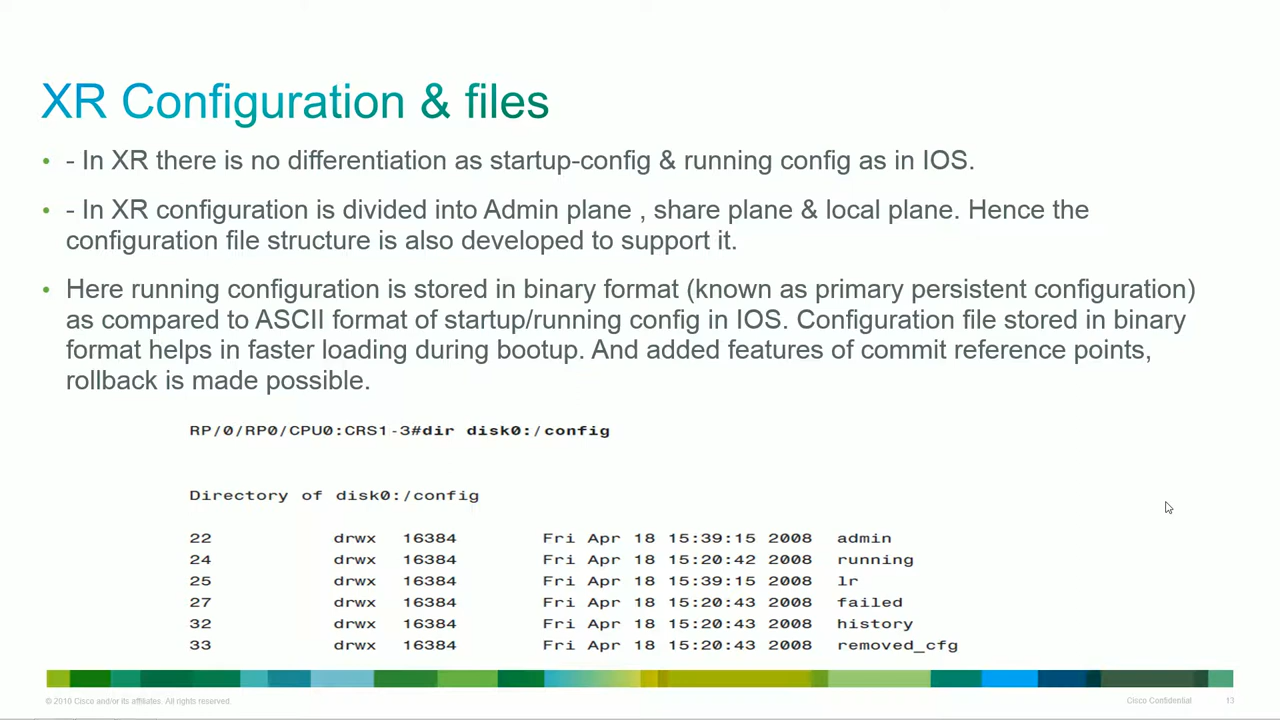 XR Configuration & files
• - In XR there is no differentiation as startup-config & running config as in IOS.
• - In XR configuration is divided into Admin plane , share plane & local plane. Hence the
configuration file structure is also developed to support it.
• Here running configuration is stored in binary format (known as primary persistent configuration)
as compared to ASCII format of startup/running config in IOS. Configuration file stored in binary
format helps in faster loading during bootup. And added features of commit reference points,
rollback is made possible.
RP/0/RP0/CPU0:CRS1-3#dir disk0:/config
Directory of disk0:/config
22 drwx 16384 Fri Apr 18 15:39:15 2008 admin
24 drwx 16384 Fri Apr 18 15:20:42 2008 running
25 drwx 16384 Fri Apr 18 15:39:15 2008 lr
27 drwx 16384 Fri Apr 18 15:20:43 2008 failed
32 drwx 16384 Fri Apr 18 15:20:43 2008 history
33 drwx 16384 Fri Apr 18 15:20:43 2008 removed_cfg
© 2010 Cisco and/or its affiliates. All rights reserved. Cisco Confidential 13